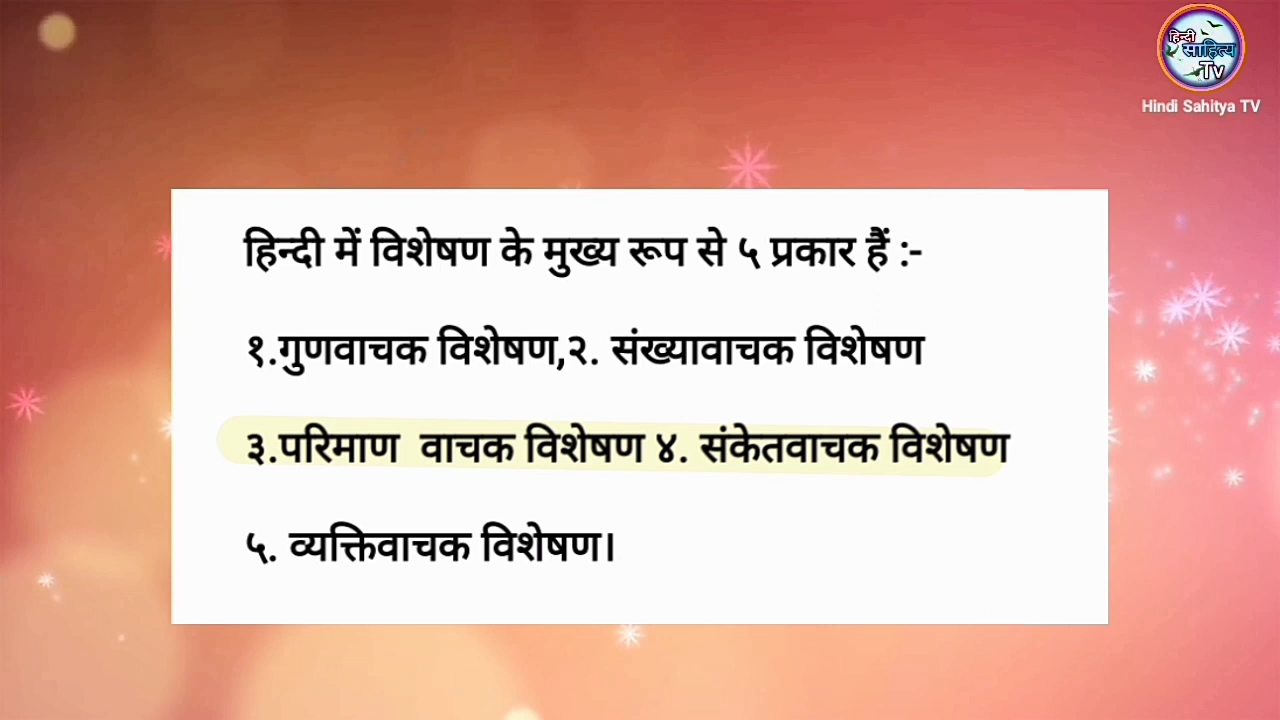 हिन्दी
साहित्य
Tv
Hindi Sahitya TV
हिन्दी में विशेषण के मुख्य रूप से ५ प्रकार हैं :-
१.गुणवाचक विशेषण,२. संख्यावाचक विशेषण
३.परिमाण वाचक विशेषण ४. संकेतवाचक विशेषण
५. व्यक्तिवाचक विशेषण।